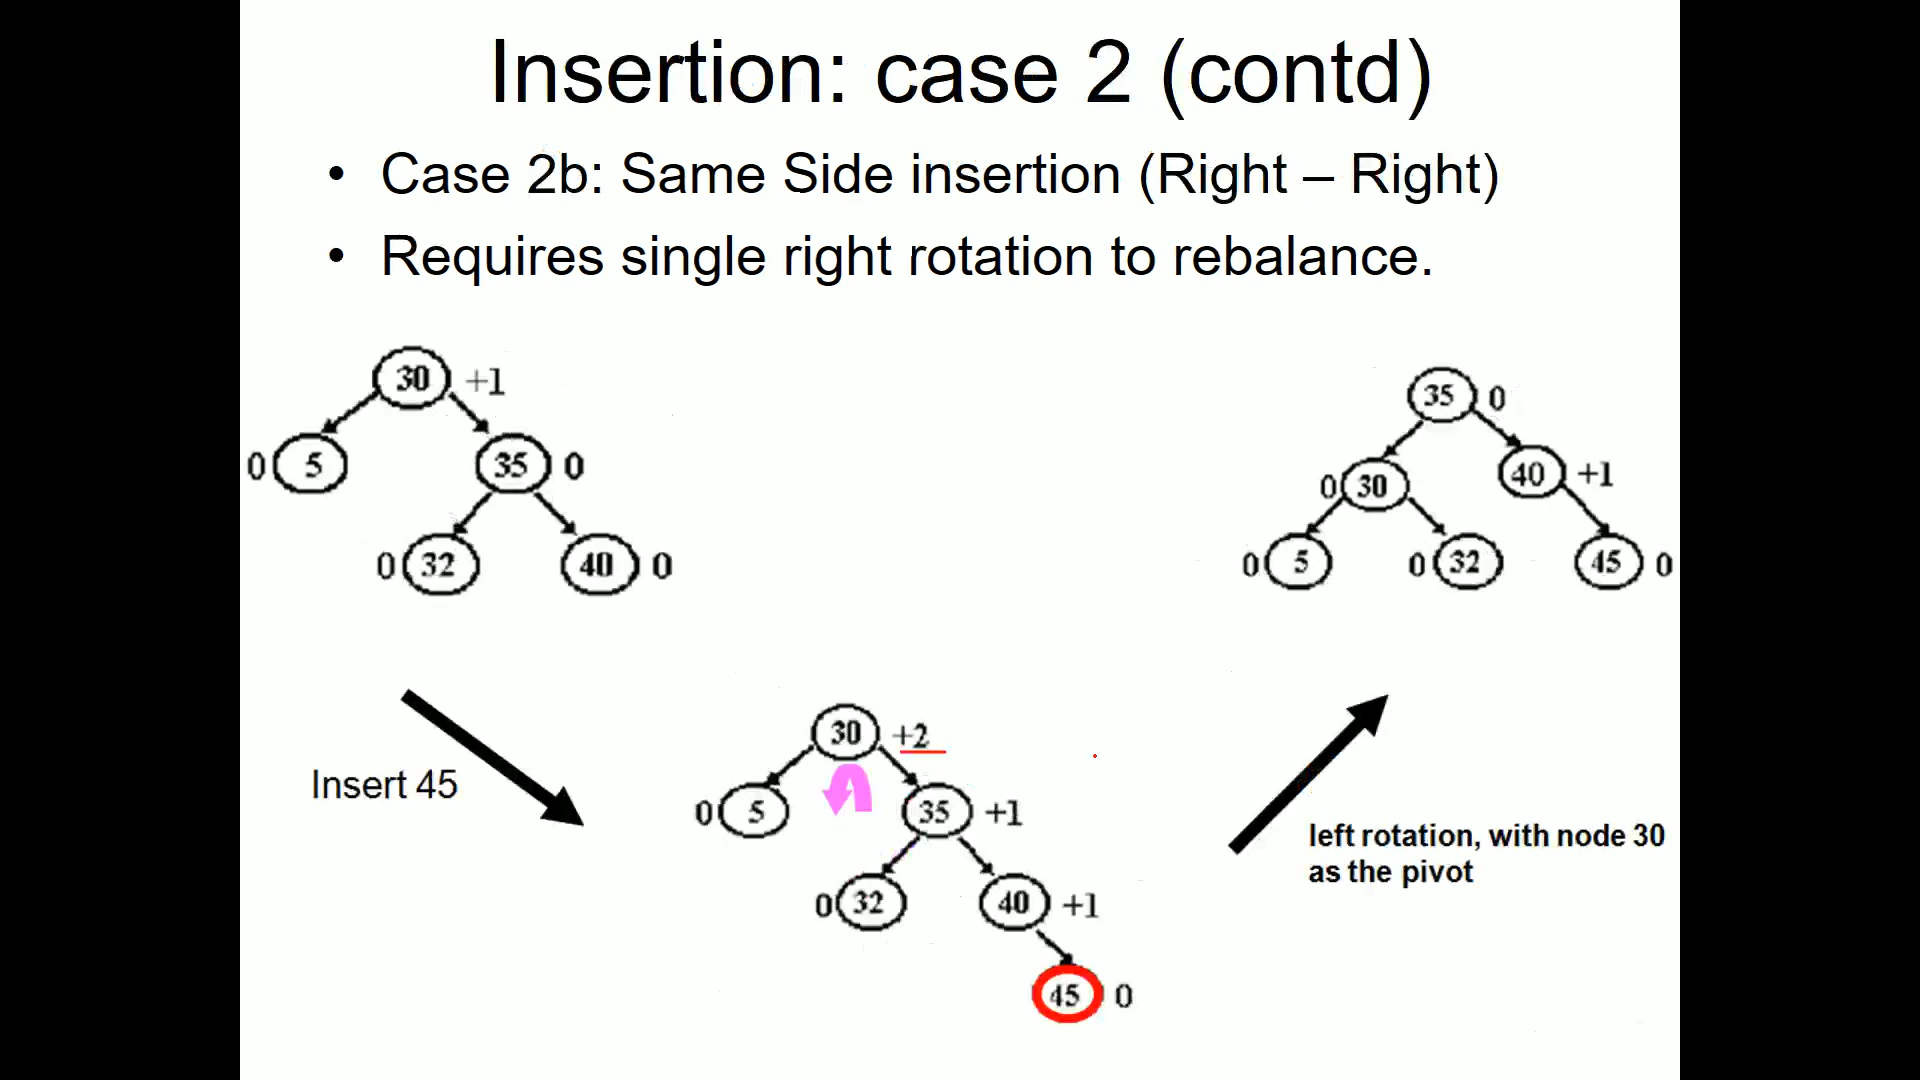 Insertion: case 2 (contd)
• Case 2b: Same Side insertion (Right – Right)
• Requires single right rotation to rebalance.
30 +1
0 5 35 0
0 32 40 0
35 0
0 30 40 +1
0 5 0 32 45 0
Insert 45
30 +2
0 5 35 +1
0 32 40 +1
45 0
left rotation, with node 30
as the pivot